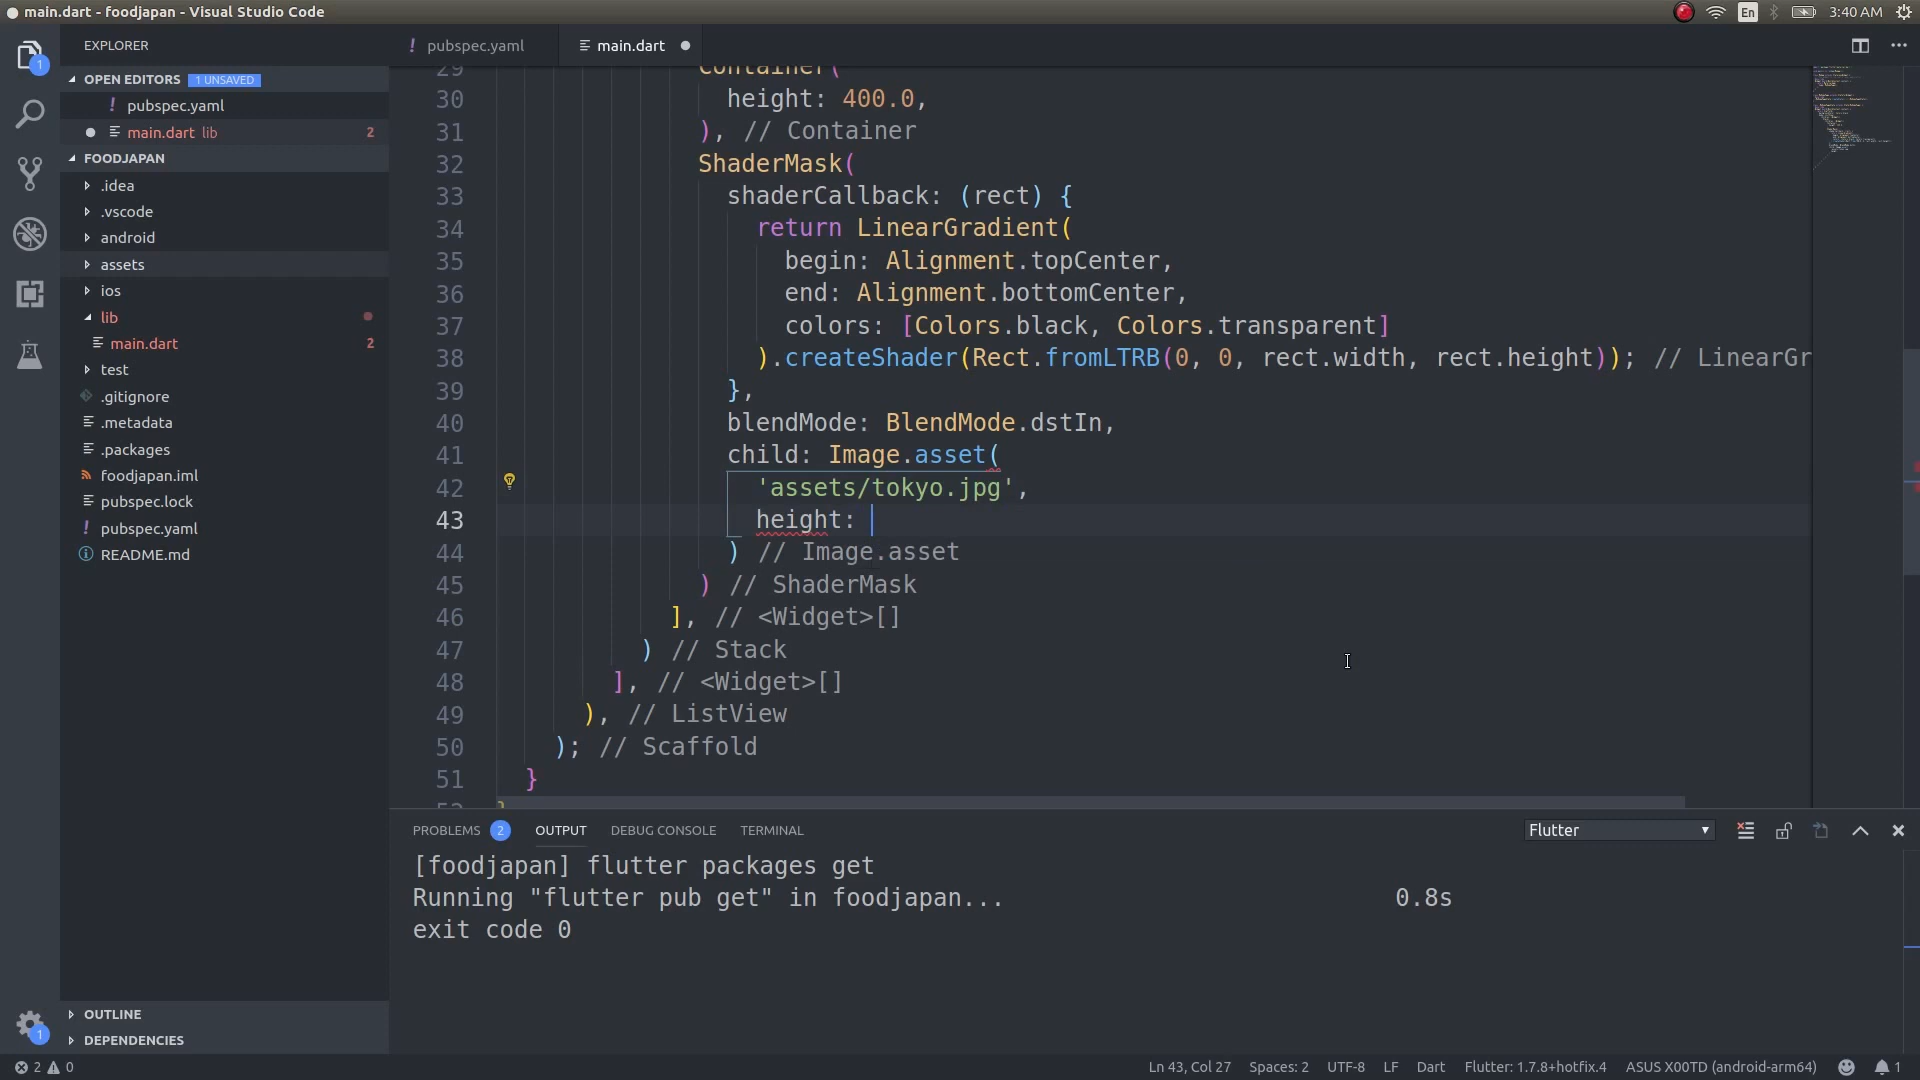 main.dart - foodjapan - Visual Studio Code
En
3:40 AM
EXPLORER
1
OPEN EDITORS 1 UNSAVED
! pubspec.yaml
main.dart lib 2
FOODJAPAN
.idea
.vscode
android
assets
ios
lib
main.dart 2
test
.gitignore
.metadata
.packages
foodjapan.iml
pubspec.lock
! pubspec.yaml
README.md
OUTLINE
DEPENDENCIES
1
! pubspec.yaml
main.dart
29 Container(
30 height: 400.0,
31 ), // Container
32 ShaderMask(
33 shaderCallback: (rect) {
34 return LinearGradient(
35 begin: Alignment.topCenter,
36 end: Alignment.bottomCenter,
37 colors: [Colors.black, Colors.transparent]
38 ).createShader(Rect.fromLTRB(0, 0, rect.width, rect.height)); // LinearGr
39 },
40 blendMode: BlendMode.dstIn,
41 child: Image.asset(
42 'assets/tokyo.jpg',
43 height:
44 ) // Image.asset
45 ) // ShaderMask
46 ], // <Widget>[]
47 ) // Stack
48 ], // <Widget>[]
49 ), // ListView
50 ); // Scaffold
51 }
52 }
PROBLEMS 2 OUTPUT DEBUG CONSOLE TERMINAL
Flutter
[foodjapan] flutter packages get
Running "flutter pub get" in foodjapan... 0.8s
exit code 0
2 0
Ln 43, Col 27 Spaces: 2 UTF-8 LF Dart Flutter: 1.7.8+hotfix.4 ASUS X00TD (android-arm64) 1